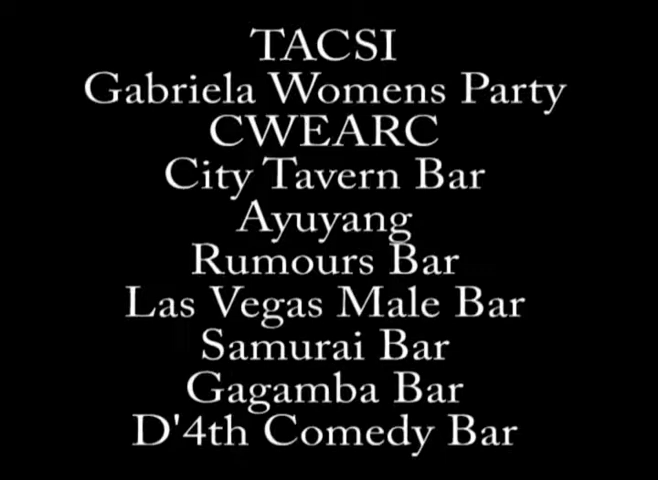 TACSI
Gabriela Womens Party
CWEARC
City Tavern Bar
Ayuyang
Rumours Bar
Las Vegas Male Bar
Samurai Bar
Gagamba Bar
D'4th Comedy Bar